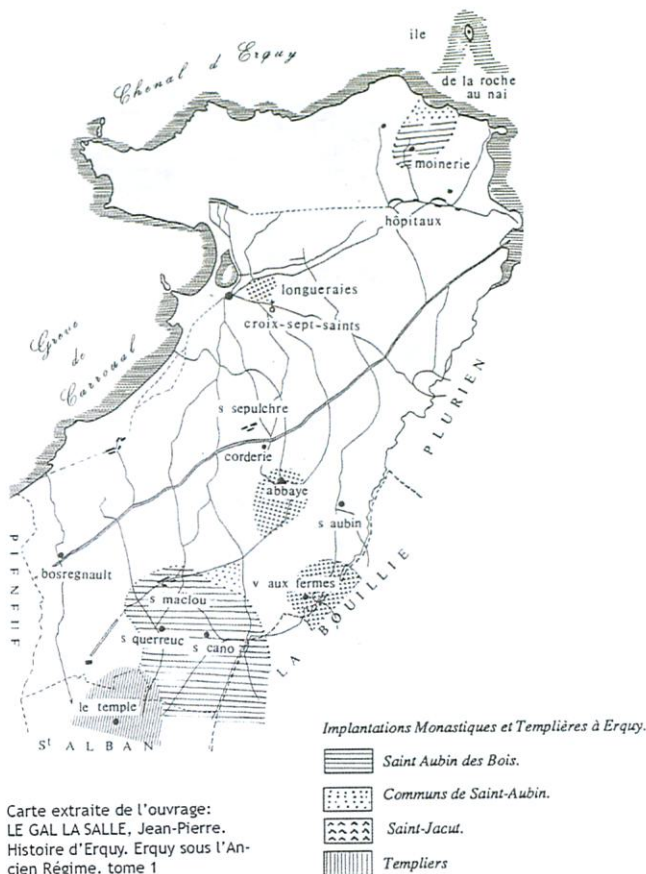 ile
de la roche
au nai
Chenal d'Erquy
moinerie
hôpitaux
longueraies
croix-sept-saints
Greve
de
Carroual
s sepulchre
corderie
abbaye
s aubin
PLURIEN
PLENEUF
bosregnault
v aux fermes
s maclou
s querreuc
s cano
LA BOUILLIE
le temple
St ALBAN
Implantations Monastiques et Templières à Erquy.
Saint Aubin des Bois.
Communs de Saint-Aubin.
Saint-Jacut.
Templiers
Carte extraite de l'ouvrage:
LE GAL LA SALLE, Jean-Pierre.
Histoire d'Erquy. Erquy sous l'An-
cien Régime. tome 1